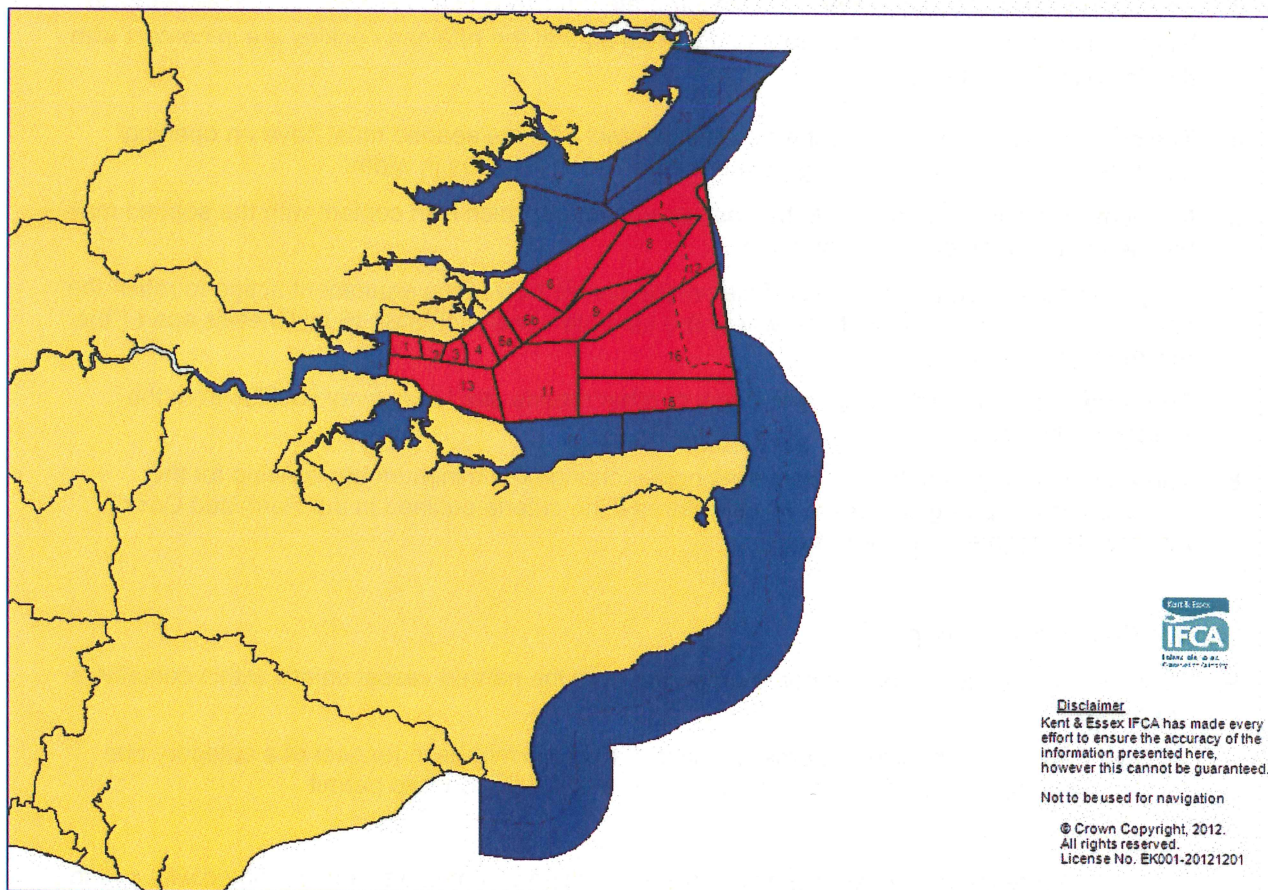 8
6
6b
9
5a
4
3
2
1
13
11
16
18
Kent & Essex
IFCA
Disclaimer
Kent & Essex IFCA has made every
effort to ensure the accuracy of the
information presented here,
however this cannot be guaranteed.
Not to be used for navigation
© Crown Copyright, 2012.
All rights reserved.
License No. EK001-20121201